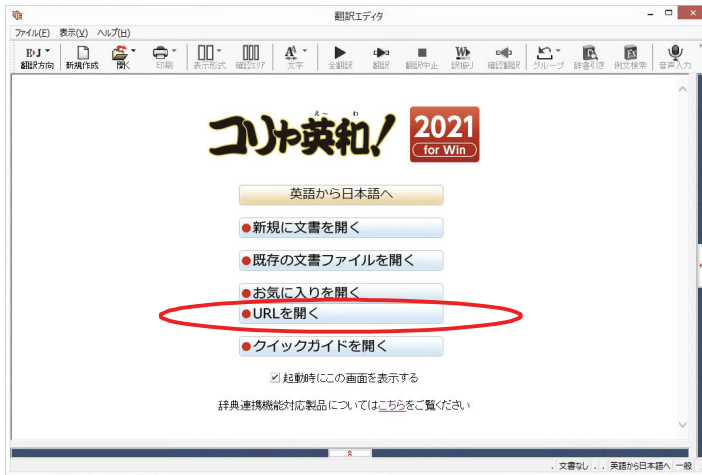 翻訳エディタ
ファイル(F) 表示(V) ヘルプ(H)
E›J
翻訳方向 新規作成 開く 印刷 表示形式 確認エリア 文字 全翻訳 翻訳 翻訳中止 訳振り 確認翻訳 グループ 辞書引き 例文検索 音声入力
え〜わ
コリャ英和!
2021
for Win
英語から日本語へ
新規に文書を開く
既存の文書ファイルを開く
お気に入りを開く
URLを開く
クイックガイドを開く
起動時にこの画面を表示する
辞典連携機能対応製品についてはこちらをご覧ください
. 文書なし . . 英語から日本語へ 一般